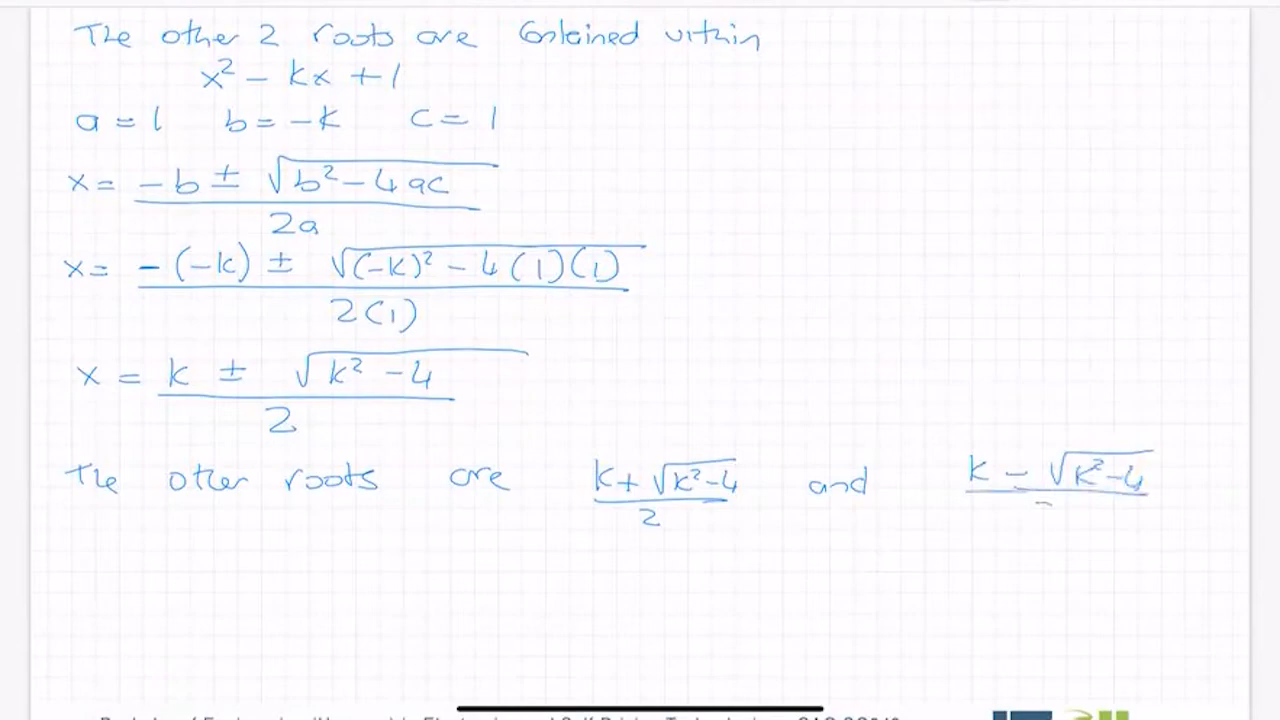 The other 2 roots are contained within
x² - kx + 1
a = 1 b = -k c = 1
x = -b ± √b² - 4ac
2a
x = -(-k) ± √(-k)² - 4(1)(1)
2(1)
x = k ± √k² - 4
2
The other roots are k + √k²-4 and k - √k²-4
2